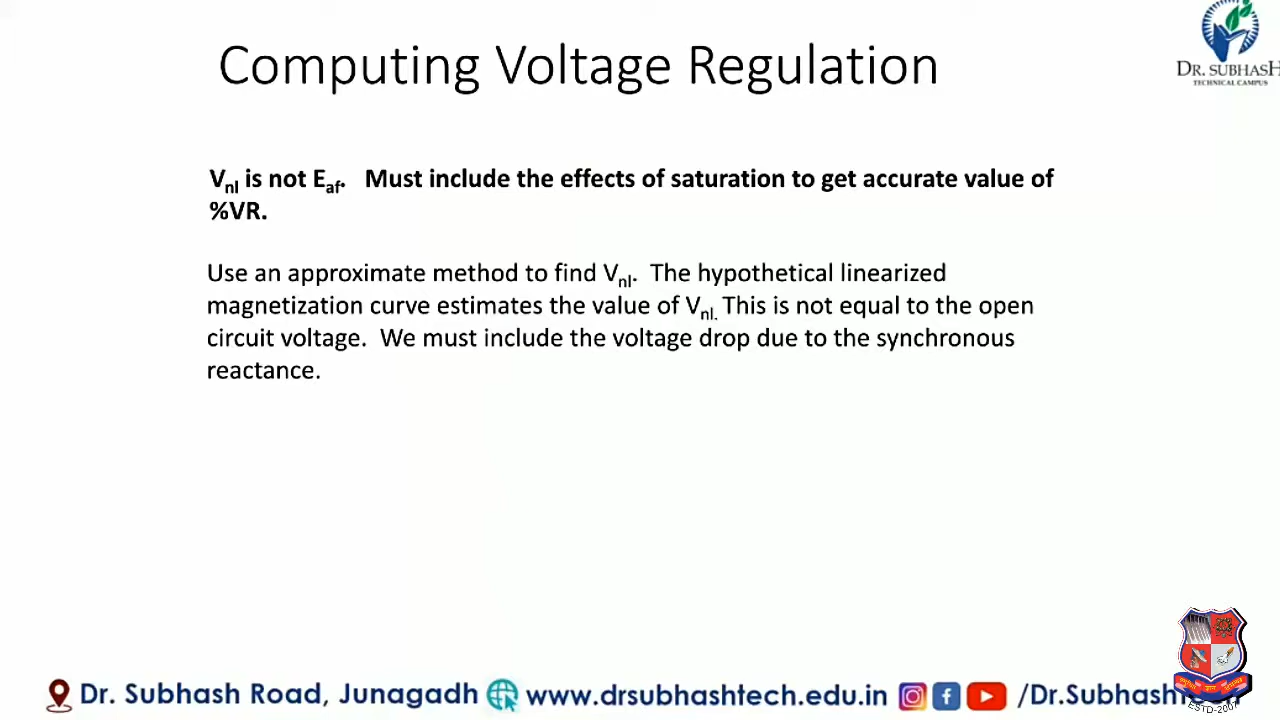 Computing Voltage Regulation
DR. SUBHASH
TECHNICAL CAMPUS
Vnl is not Eaf. Must include the effects of saturation to get accurate value of
%VR.
Use an approximate method to find Vnl. The hypothetical linearized
magnetization curve estimates the value of Vnl. This is not equal to the open
circuit voltage. We must include the voltage drop due to the synchronous
reactance.
Dr. Subhash Road, Junagadh www.drsubhashtech.edu.in /Dr.Subhash
ESTD-2007